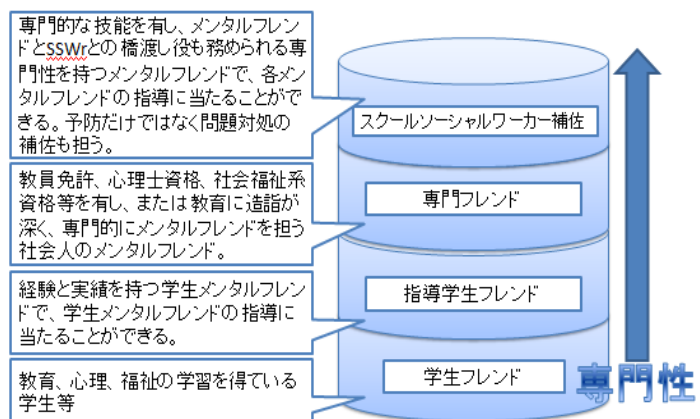 専門的な技能を有し、メンタルフレン
ドとSSWrとの橋渡し役も務められる専
門性を持つメンタルフレンドで、各メン
タルフレンドの指導に当たることがで
きる。予防だけではなく問題対処の
補佐も担う。
スクールソーシャルワーカー補佐
教員免許、心理士資格、社会福祉系
資格等を有し、または教育に造詣が
深く、専門的にメンタルフレンドを担う
社会人のメンタルフレンド。
専門フレンド
経験と実績を持つ学生メンタルフレン
ドで、学生メンタルフレンドの指導に
当たることができる。
指導学生フレンド
教育、心理、福祉の学習を得ている
学生等
学生フレンド
専門性